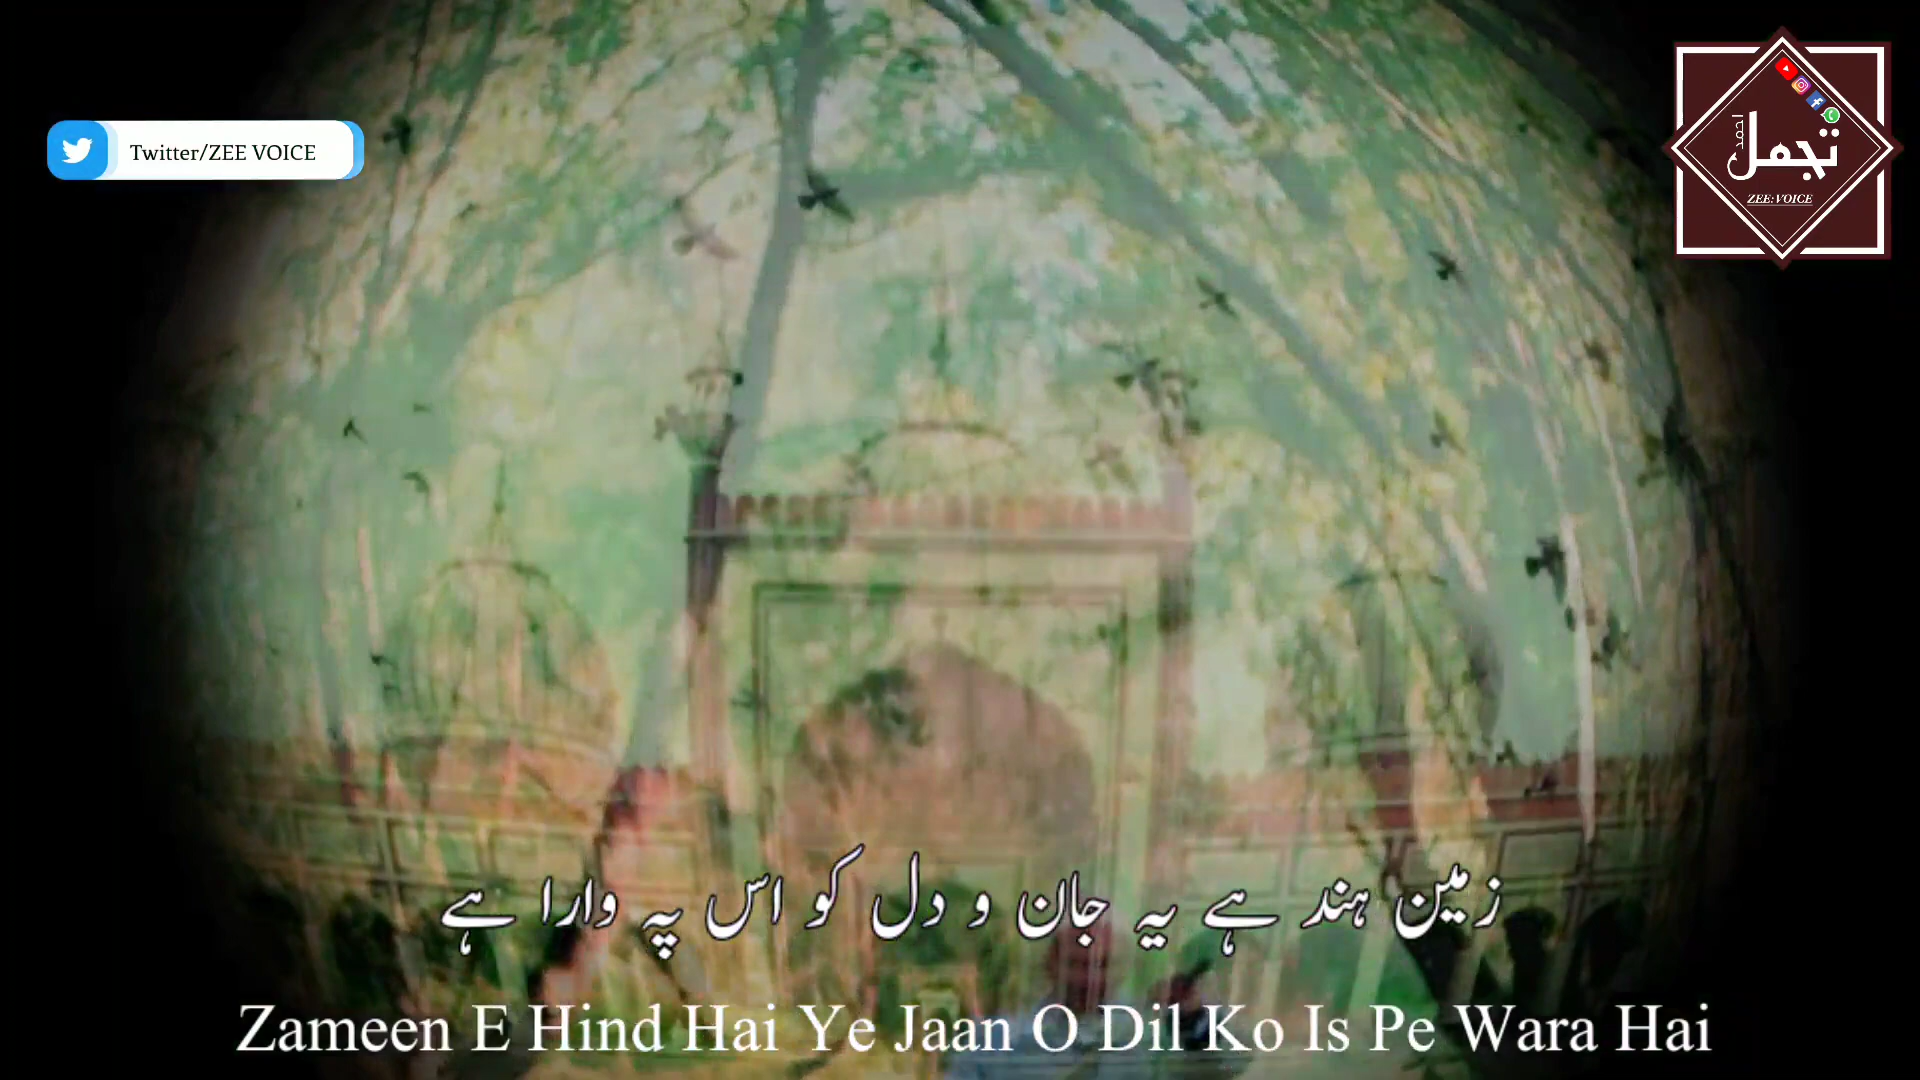 Twitter/ZEE VOICE
احمد
تجمل
ZEE:VOICE
زمین ہند ہے یہ جان و دل کو اس پہ وارا ہے
Zameen E Hind Hai Ye Jaan O Dil Ko Is Pe Wara Hai